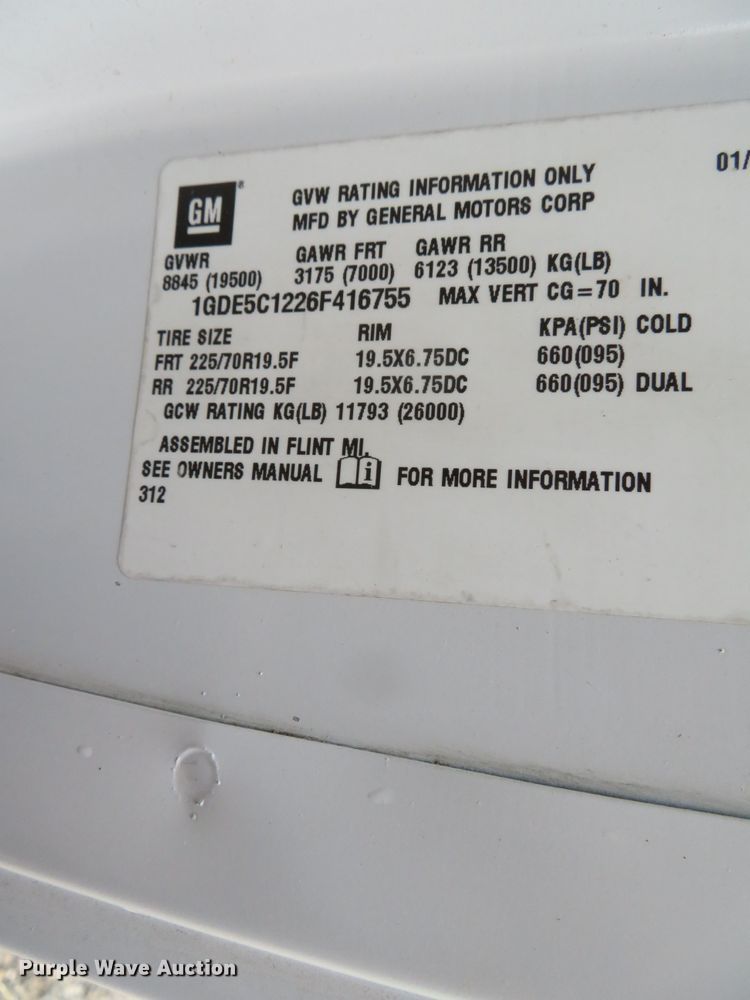 01/
GM ®
GVW RATING INFORMATION ONLY
MFD BY GENERAL MOTORS CORP
GVWR GAWR FRT GAWR RR
8845 (19500) 3175 (7000) 6123 (13500) KG(LB)
1GDE5C1226F416755 MAX VERT CG=70 IN.
TIRE SIZE RIM KPA(PSI) COLD
FRT 225/70R19.5F 19.5X6.75DC 660(095)
RR 225/70R19.5F 19.5X6.75DC 660(095) DUAL
GCW RATING KG(LB) 11793 (26000)
ASSEMBLED IN FLINT MI.
SEE OWNERS MANUAL i FOR MORE INFORMATION
312
Purple Wave Auction